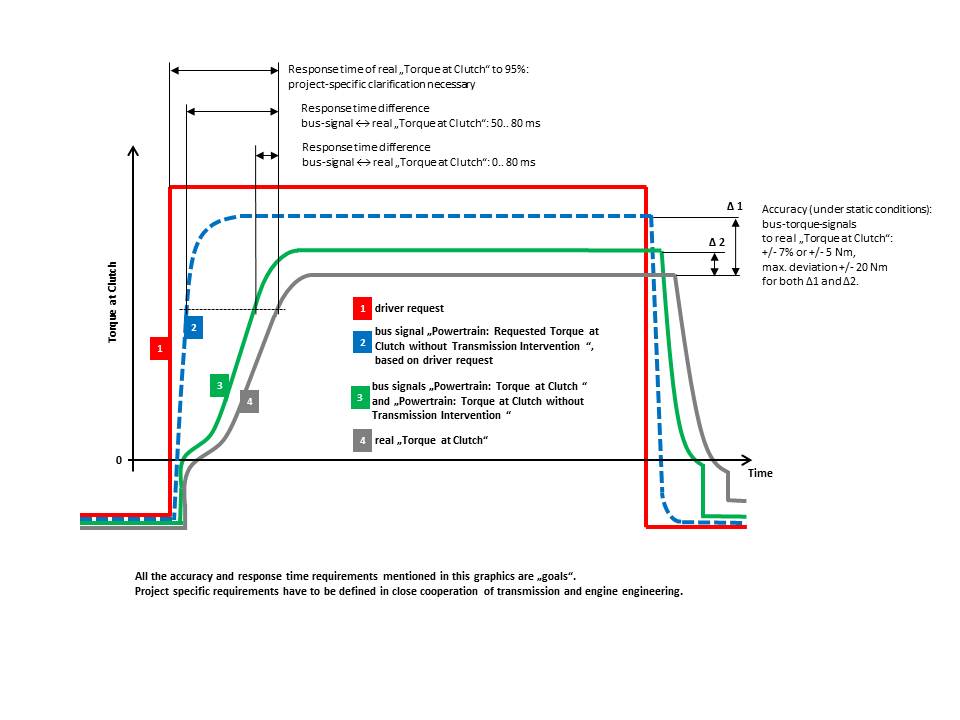 Response time of real „Torque at Clutch“ to 95%:
project-specific clarification necessary
Response time difference
bus-signal <-> real „Torque at Clutch“: 50.. 80 ms
Response time difference
bus-signal <-> real „Torque at Clutch“: 0.. 80 ms
Δ 1
Δ 2
Accuracy (under static conditions):
bus-torque-signals
to real „Torque at Clutch“:
+/- 7% or +/- 5 Nm,
max. deviation +/- 20 Nm
for both Δ1 and Δ2.
Torque at Clutch
1
2
3
4
1 driver request
2 bus signal „Powertrain: Requested Torque at
Clutch without Transmission Intervention “,
based on driver request
3 bus signals „Powertrain: Torque at Clutch “
and „Powertrain: Torque at Clutch without
Transmission Intervention “
4 real „Torque at Clutch“
0
Time
All the accuracy and response time requirements mentioned in this graphics are „goals“.
Project specific requirements have to be defined in close cooperation of transmission and engine engineering.